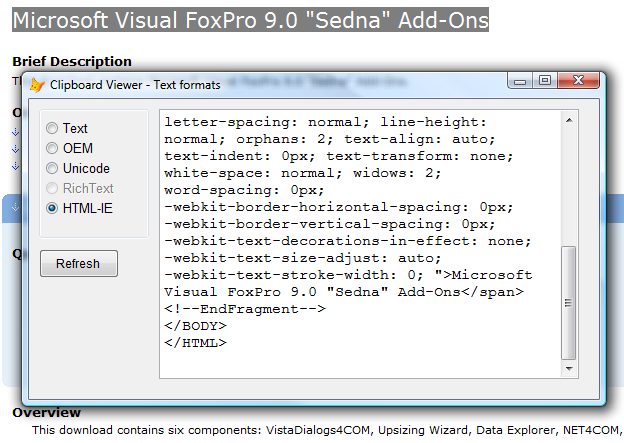 Microsoft Visual FoxPro 9.0 "Sedna" Add-Ons
Brief Description
Clipboard Viewer - Text formats
Text
OEM
Unicode
RichText
HTML-IE
Refresh
letter-spacing: normal; line-height:
normal; orphans: 2; text-align: auto;
text-indent: 0px; text-transform: none;
white-space: normal; widows: 2;
word-spacing: 0px;
-webkit-border-horizontal-spacing: 0px;
-webkit-border-vertical-spacing: 0px;
-webkit-text-decorations-in-effect: none;
-webkit-text-size-adjust: auto;
-webkit-text-stroke-width: 0; ">Microsoft
Visual FoxPro 9.0 "Sedna" Add-Ons</span>
<!--EndFragment-->
</BODY>
</HTML>
Overview
This download contains six components: VistaDialogs4COM, Upsizing Wizard, Data Explorer, NET4COM,